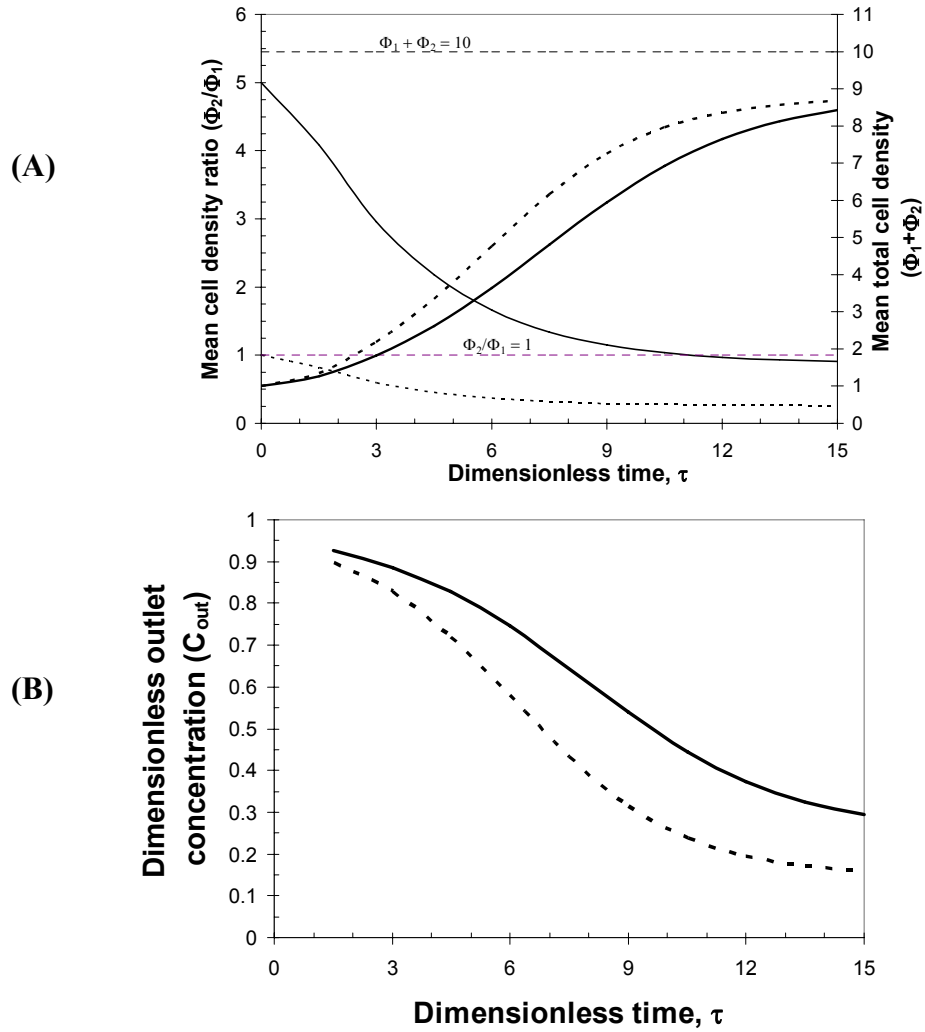 (A)
Mean cell density ratio (Φ₂/Φ₁)
6
5
4
3
2
1
0
Φ₁ + Φ₂ = 10
Φ₂/Φ₁ = 1
11
10
9
8
7
6
5
4
3
2
1
0
Mean total cell density
(Φ₁+Φ₂)
0 3 6 9 12 15
Dimensionless time, τ
(B)
Dimensionless outlet
concentration (Cout)
1
0.9
0.8
0.7
0.6
0.5
0.4
0.3
0.2
0.1
0
0 3 6 9 12 15
Dimensionless time, τ